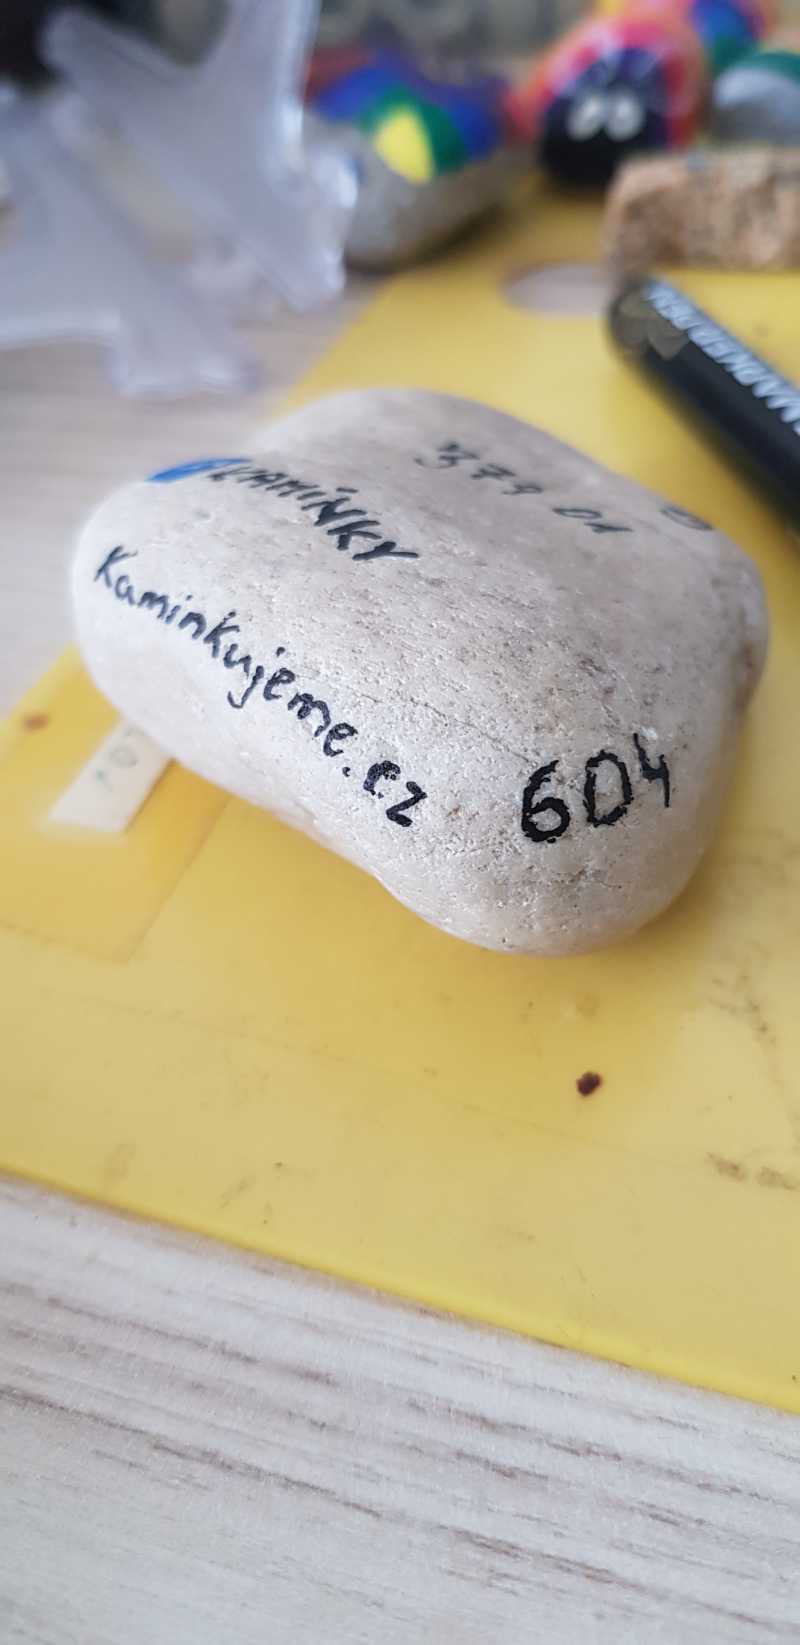 379 01
f KAMÍNKY
Kaminkujeme.cz
604